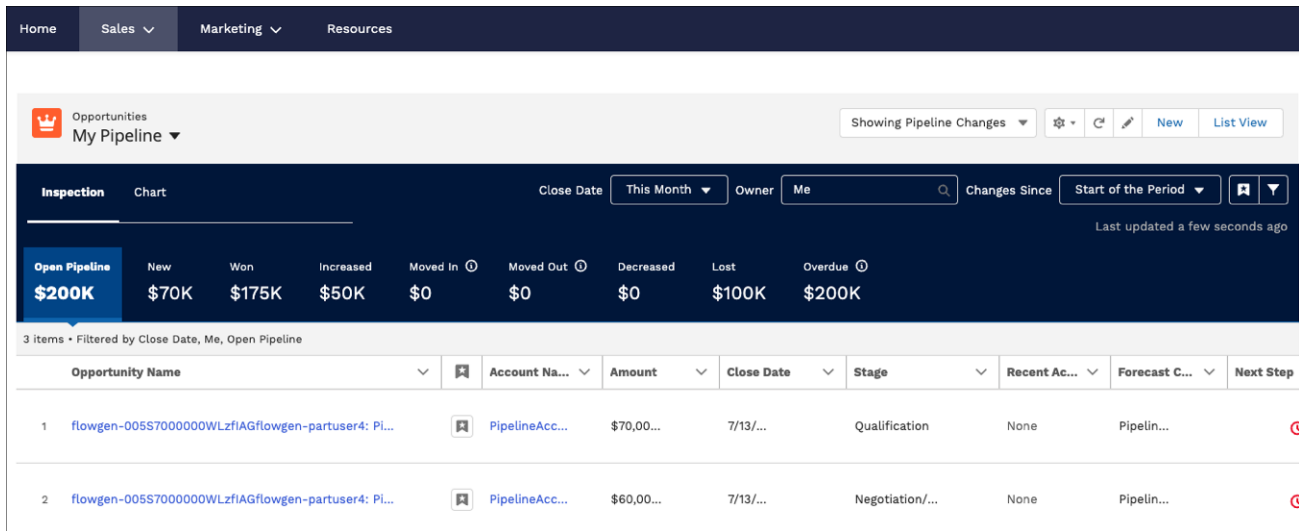 Home Sales Marketing Resources
Opportunities
My Pipeline
Showing Pipeline Changes New List View
Inspection Chart Close Date This Month Owner Me Changes Since Start of the Period
Last updated a few seconds ago
Open Pipeline New Won Increased Moved In Moved Out Decreased Lost Overdue
$200K $70K $175K $50K $0 $0 $0 $100K $200K
3 items • Filtered by Close Date, Me, Open Pipeline
Opportunity Name Account Na... Amount Close Date Stage Recent Ac... Forecast C... Next Step
1 flowgen-005S7000000WLzfIAGflowgen-partuser4: Pi... PipelineAcc... $70,00... 7/13/... Qualification None Pipelin...
2 flowgen-005S7000000WLzfIAGflowgen-partuser4: Pi... PipelineAcc... $60,00... 7/13/... Negotiation/... None Pipelin...